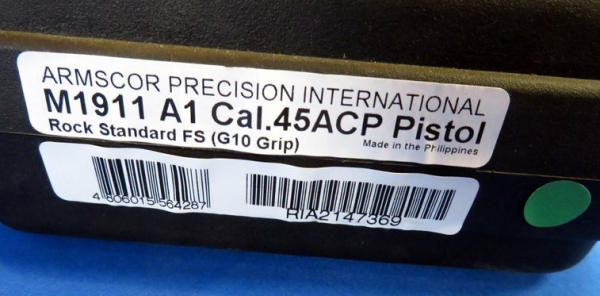 ARMSCOR PRECISION INTERNATIONAL
M1911 A1 Cal.45ACP Pistol
Rock Standard FS (G10 Grip)
Made in the Philippines
4 806015 564287
RIA2147369